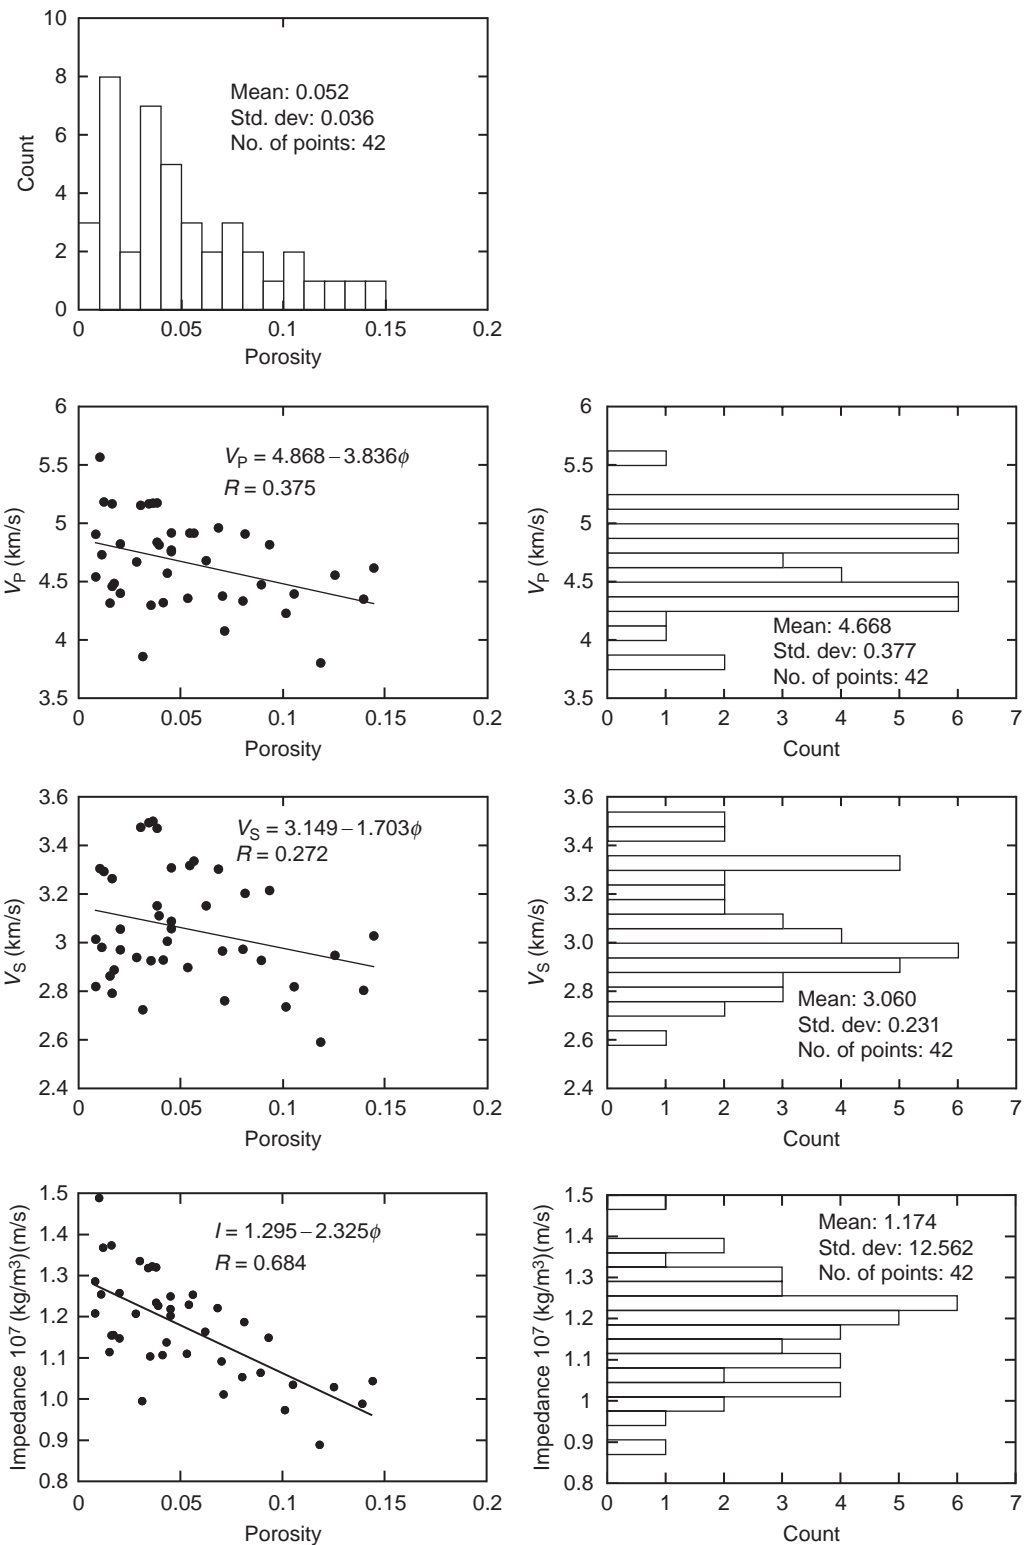 10
8
6
4
2
0
Count
Mean: 0.052
Std. dev: 0.036
No. of points: 42
0 0.05 0.1 0.15 0.2
Porosity
6
5.5
5
4.5
4
3.5
V_P (km/s)
V_P = 4.868 – 3.836ϕ
R = 0.375
0 0.05 0.1 0.15 0.2
Porosity
6
5.5
5
4.5
4
3.5
V_P (km/s)
Mean: 4.668
Std. dev: 0.377
No. of points: 42
0 1 2 3 4 5 6 7
Count
3.6
3.4
3.2
3.0
2.8
2.6
2.4
V_S (km/s)
V_S = 3.149 – 1.703ϕ
R = 0.272
0 0.05 0.1 0.15 0.2
Porosity
3.6
3.4
3.2
3.0
2.8
2.6
2.4
V_S (km/s)
Mean: 3.060
Std. dev: 0.231
No. of points: 42
0 1 2 3 4 5 6 7
Count
1.5
1.4
1.3
1.2
1.1
1.0
0.9
0.8
Impedance 10⁷ (kg/m³)(m/s)
I = 1.295 – 2.325ϕ
R = 0.684
0 0.05 0.1 0.15 0.2
Porosity
1.5
1.4
1.3
1.2
1.1
1
0.9
0.8
Impedance 10⁷ (kg/m³)(m/s)
Mean: 1.174
Std. dev: 12.562
No. of points: 42
0 1 2 3 4 5 6 7
Count